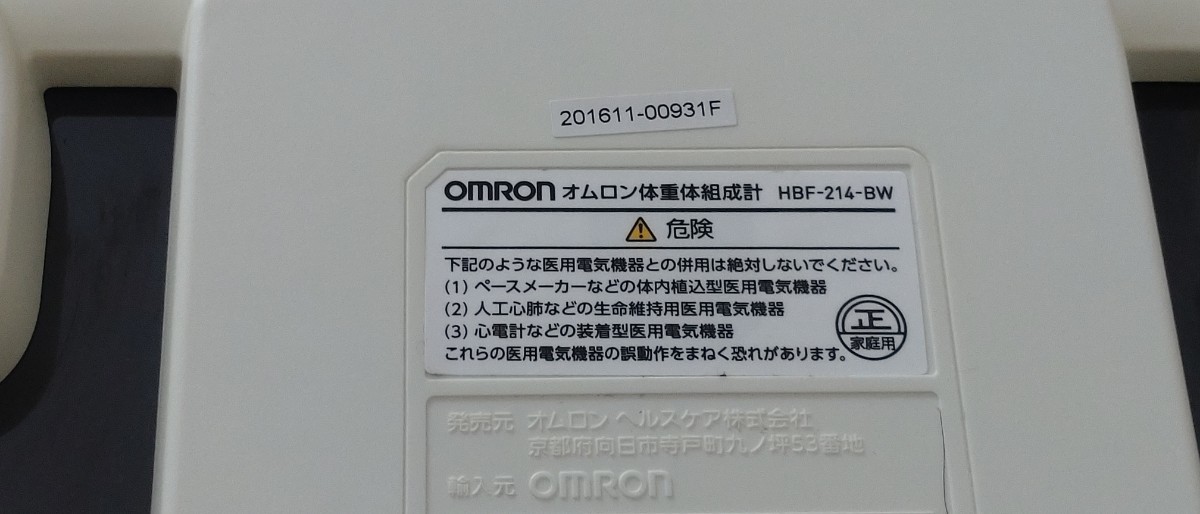 201611-00931F
OMRON オムロン体重体組成計 HBF-214-BW
危険
下記のような医用電気機器との併用は絶対しないでください。
(1) ペースメーカーなどの体内植込型医用電気機器
(2) 人工心肺などの生命維持用医用電気機器
(3) 心電計などの装着型医用電気機器
これらの医用電気機器の誤動作をまねく恐れがあります。
正
家庭用
発売元 オムロン ヘルスケア株式会社
京都府向日市寺戸町九ノ坪53番地
輸入元 OMRON